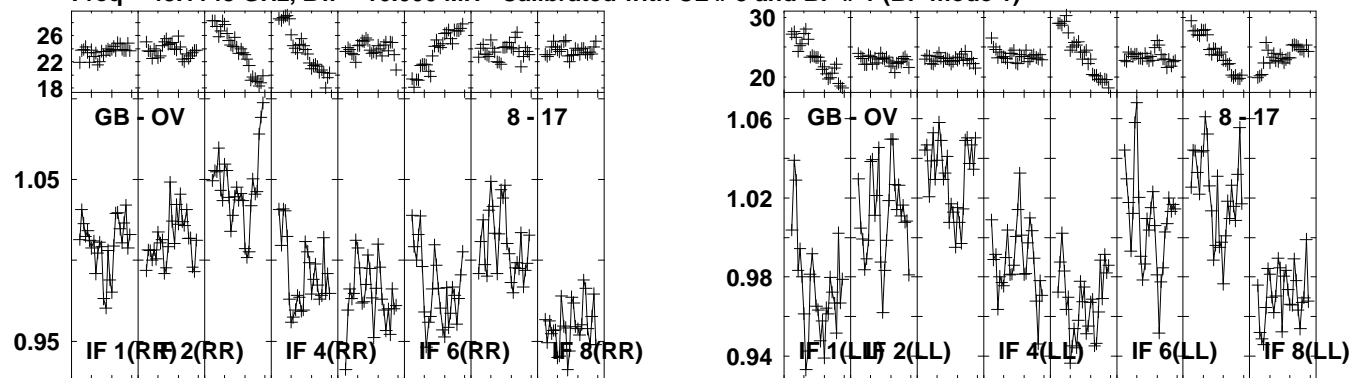 26
22
18
GB - OV
8 - 17
1.05
0.95
IF 1(RR)
IF 2(RR)
IF 4(RR)
IF 6(RR)
IF 8(RR)
30
20
GB - OV
8 - 17
1.06
1.02
0.98
0.94
IF 1(LL)
IF 2(LL)
IF 4(LL)
IF 6(LL)
IF 8(LL)